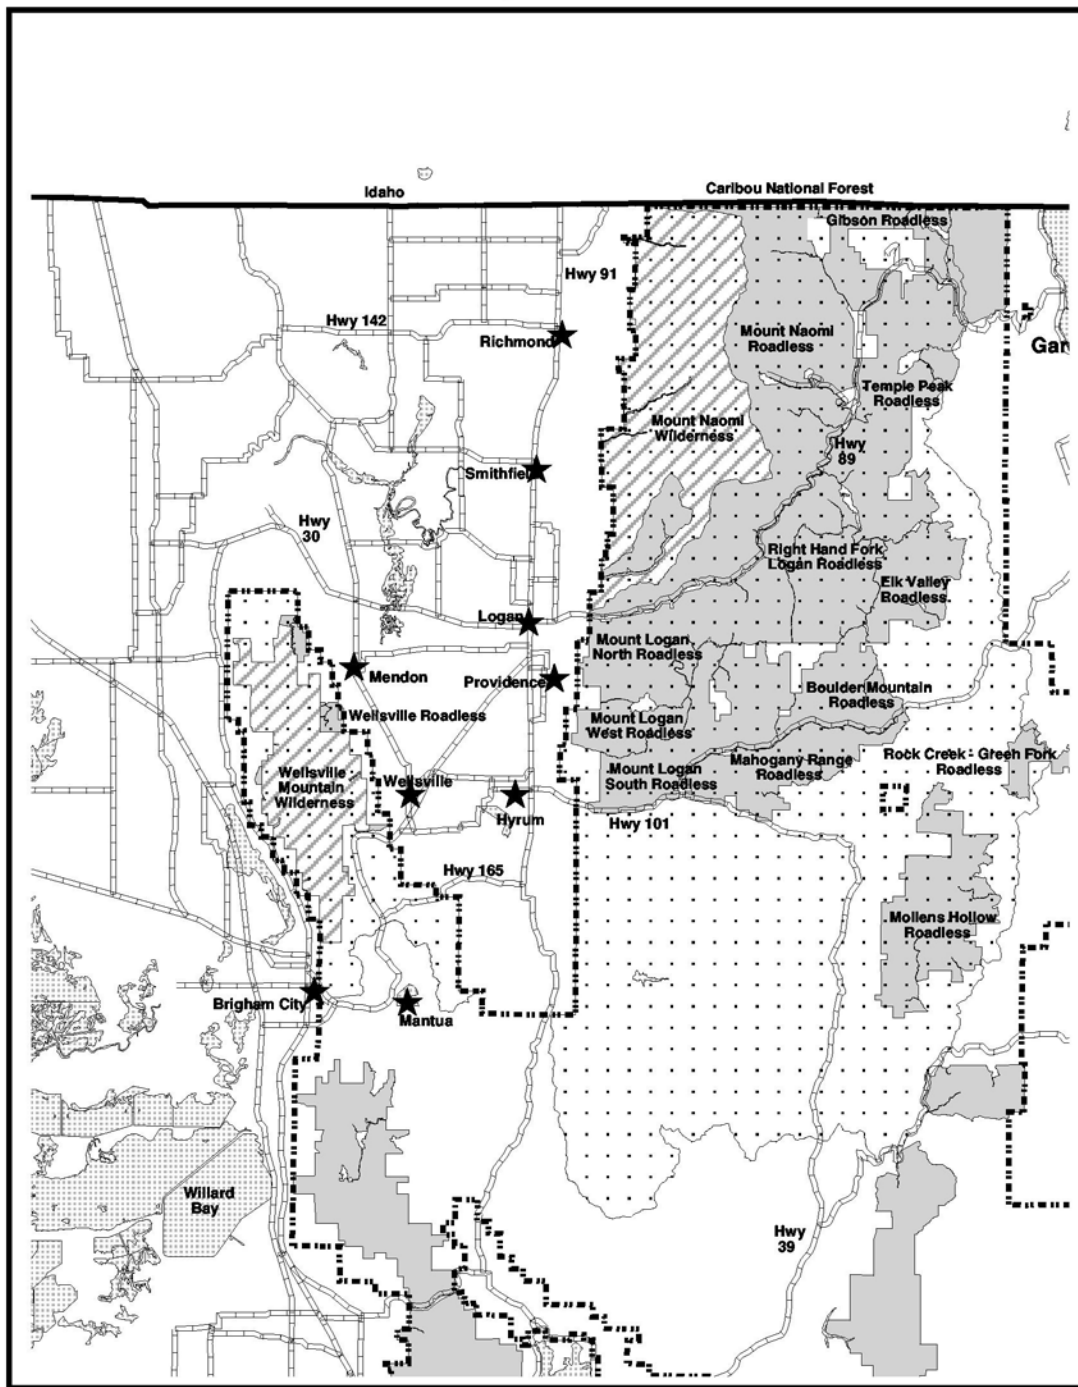 Idaho
Caribou National Forest
Gibson Roadless
Hwy 91
Hwy 142
Richmond
Mount Naomi
Roadless
Gar
Temple Peak
Roadless
Mount Naomi
Wilderness
Hwy
89
Smithfiel
Hwy
30
Right Hand Fork
Logan Roadless
Elk Valley
Roadless
Logan
Mount Logan
North Roadless
Mendon
Providence
Boulder Mountain
Roadless
Wellsville Roadless
Mount Logan
West Roadless
Rock Creek - Green Fork
Roadless
Mahogany Range
Roadless
Mount Logan
South Roadless
Wellsville
Mountain
Wilderness
Wellsville
Hyrum
Hwy 101
Hwy 165
Mollens Hollow
Roadless
Brigham City
Mantua
Willard
Bay
Hwy
39